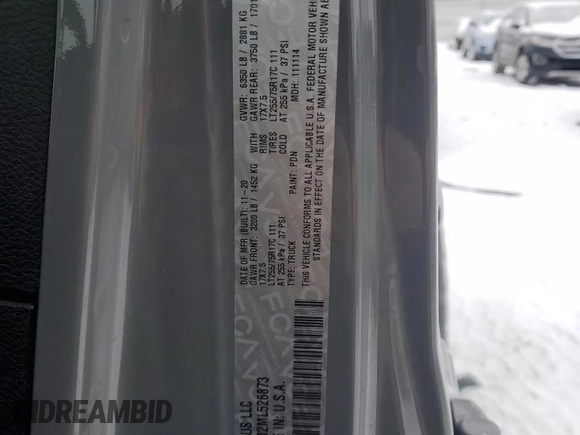 DATE OF MFR (BUILT): 11-20 GVWR: 6350 LB / 2881 KG
GAWR FRONT: 3200 LB / 1452 KG WITH GAWR REAR: 3750 LB / 1701
17X7.5 RIMS 17X7.5
LT255/75R17C 111 TIRES LT255/75R17C 111
AT 255 kPa / 37 PSI COLD AT 255 kPa / 37 PSI
TYPE: TRUCK PAINT: PDN MDH: 111114
THIS VEHICLE CONFORMS TO ALL APPLICABLE U.S.A. FEDERAL MOTOR VEH
STANDARDS IN EFFECT ON THE DATE OF MANUFACTURE SHOWN AB
US LLC
2ML526873
E IN: U.S.A.
FCA
BIDREMBID